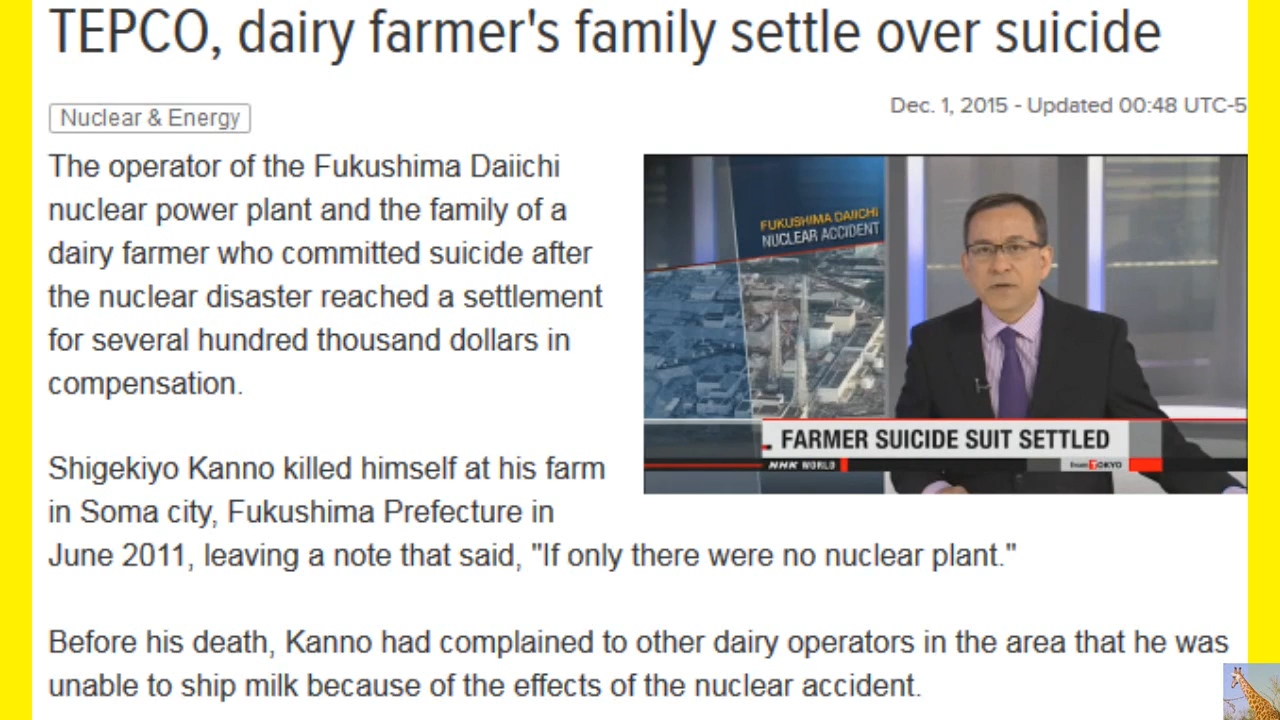 TEPCO, dairy farmer's family settle over suicide
Nuclear & Energy
Dec. 1, 2015 - Updated 00:48 UTC-5
The operator of the Fukushima Daiichi
nuclear power plant and the family of a
dairy farmer who committed suicide after
the nuclear disaster reached a settlement
for several hundred thousand dollars in
compensation.
FUKUSHIMA DAIICHI
NUCLEAR ACCIDENT
FARMER SUICIDE SUIT SETTLED
NHK WORLD
from TOKYO
Shigekiyo Kanno killed himself at his farm
in Soma city, Fukushima Prefecture in
June 2011, leaving a note that said, "If only there were no nuclear plant."
Before his death, Kanno had complained to other dairy operators in the area that he was
unable to ship milk because of the effects of the nuclear accident.